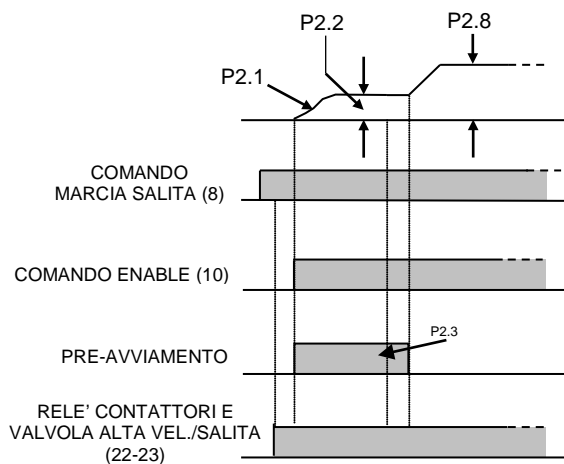 P2.2
P2.8
P2.1
COMANDO
MARCIA SALITA (8)
COMANDO ENABLE (10)
P2.3
PRE-AVVIAMENTO
RELE' CONTATTORI E
VALVOLA ALTA VEL./SALITA
(22-23)